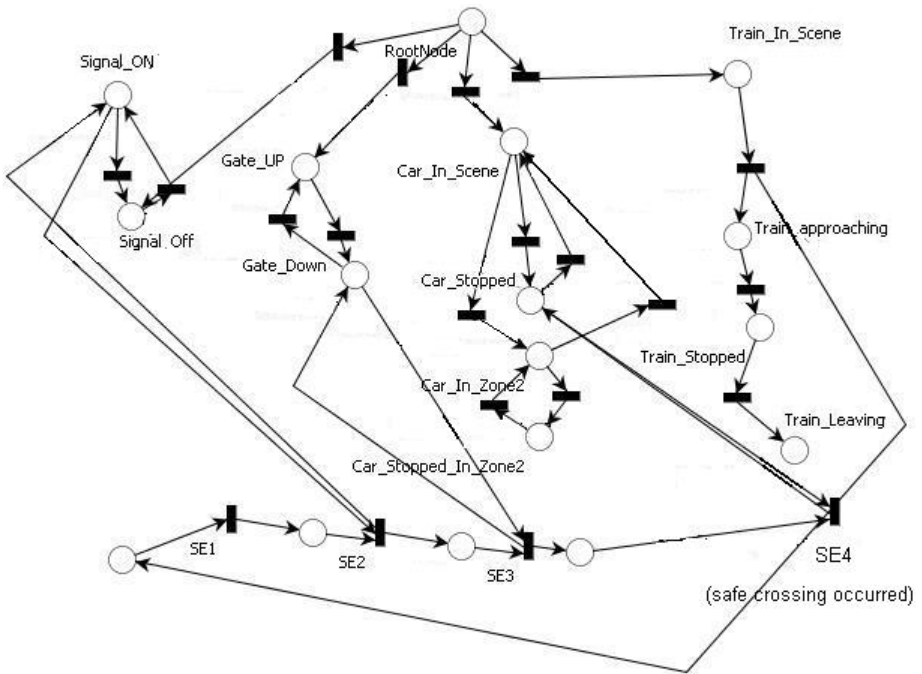 Train_In_Scene
RootNode
Signal_ON
Gate_UP
Car_In_Scene
Train_approaching
Signal_Off
Gate_Down
Car_Stopped
Train_Stopped
Car_In_Zone2
Train_Leaving
Car_Stopped_In_Zone2
SE1
SE2
SE3
SE4
(safe crossing occurred)